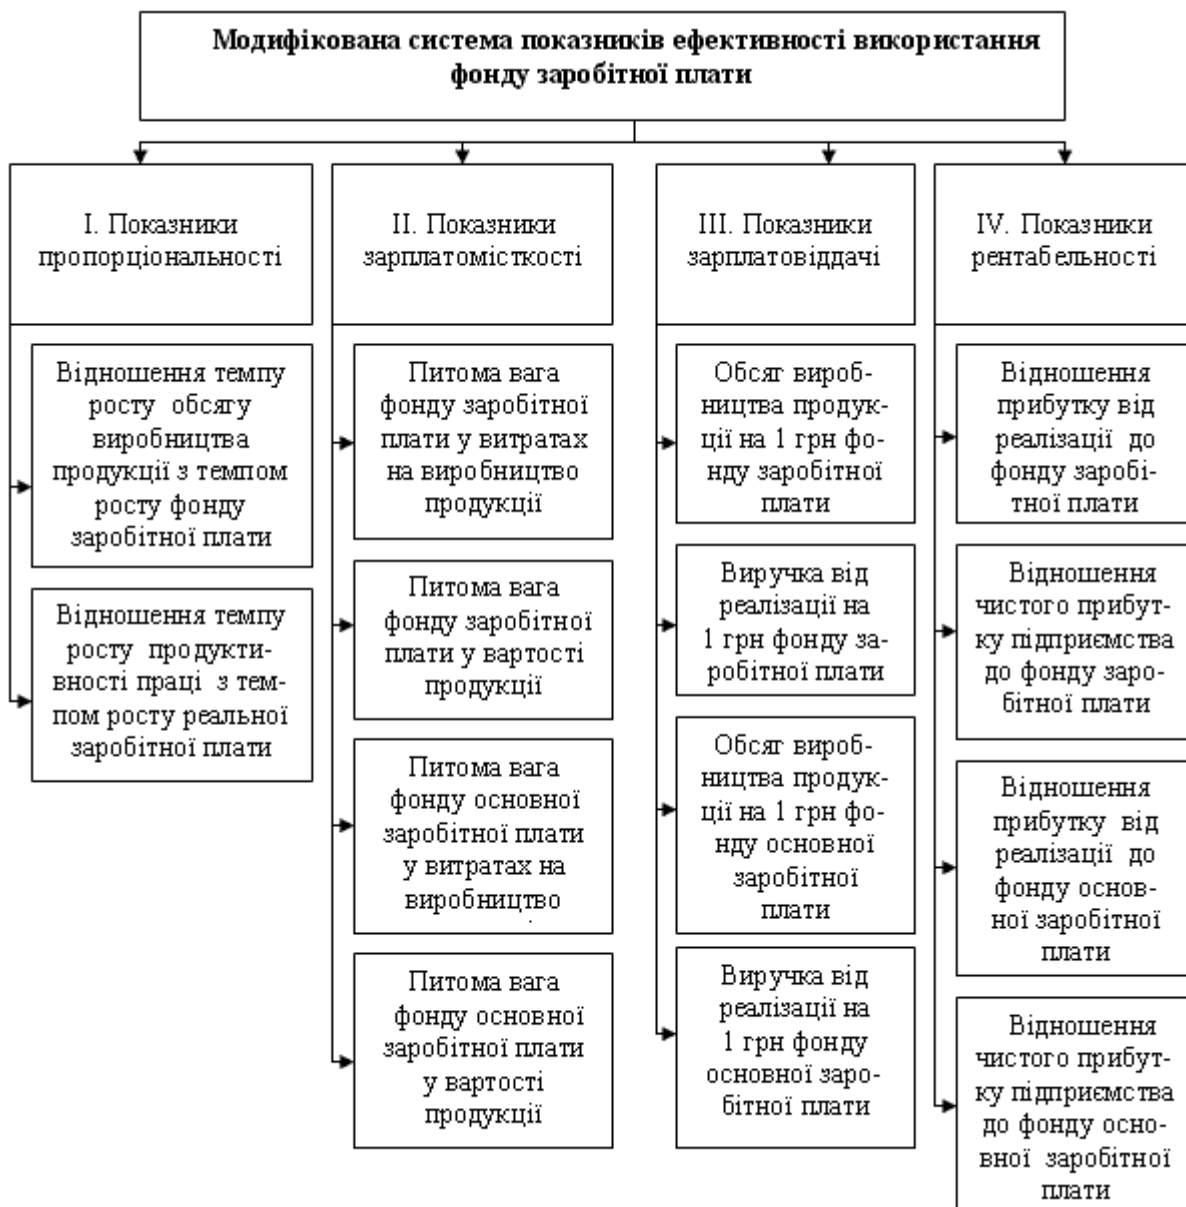 Модифікована система показників ефективності використання
фонду заробітної плати
І. Показники
пропорціональності
ІІ. Показники
зарплатомісткості
ІІІ. Показники
зарплатовіддачі
IV. Показники
рентабельності
Відношення темпу
росту обсягу
виробництва
продукції з темпом
росту фонду
заробітної плати
Відношення темпу
росту продукти-
вності праці з тем-
пом росту реальної
заробітної плати
Питома вага
фонду заробітної
плати у витратах
на виробництво
продукції
Питома вага
фонду заробітної
плати у вартості
продукції
Питома вага
фонду основної
заробітної плати
у витратах на
виробництво
Питома вага
фонду основної
заробітної плати
у вартості
продукції
Обсяг вироб-
ництва продук-
ції на 1 грн фо-
нду заробітної
плати
Виручка від
реалізації на
1 грн фонду за-
робітної плати
Обсяг вироб-
ництва продук-
ції на 1 грн фо-
нду основної
заробітної
плати
Виручка від
реалізації на
1 грн фонду
основної заро-
бітної плати
Відношення
прибутку від
реалізації до
фонду заробі-
тної плати
Відношення
чистого прибут-
ку підприємства
до фонду заро-
бітної плати
Відношення
прибутку від
реалізації до
фонду основ-
ної заробітної
плати
Відношення
чистого прибут-
ку підприємства
до фонду осно-
вної заробітної
плати